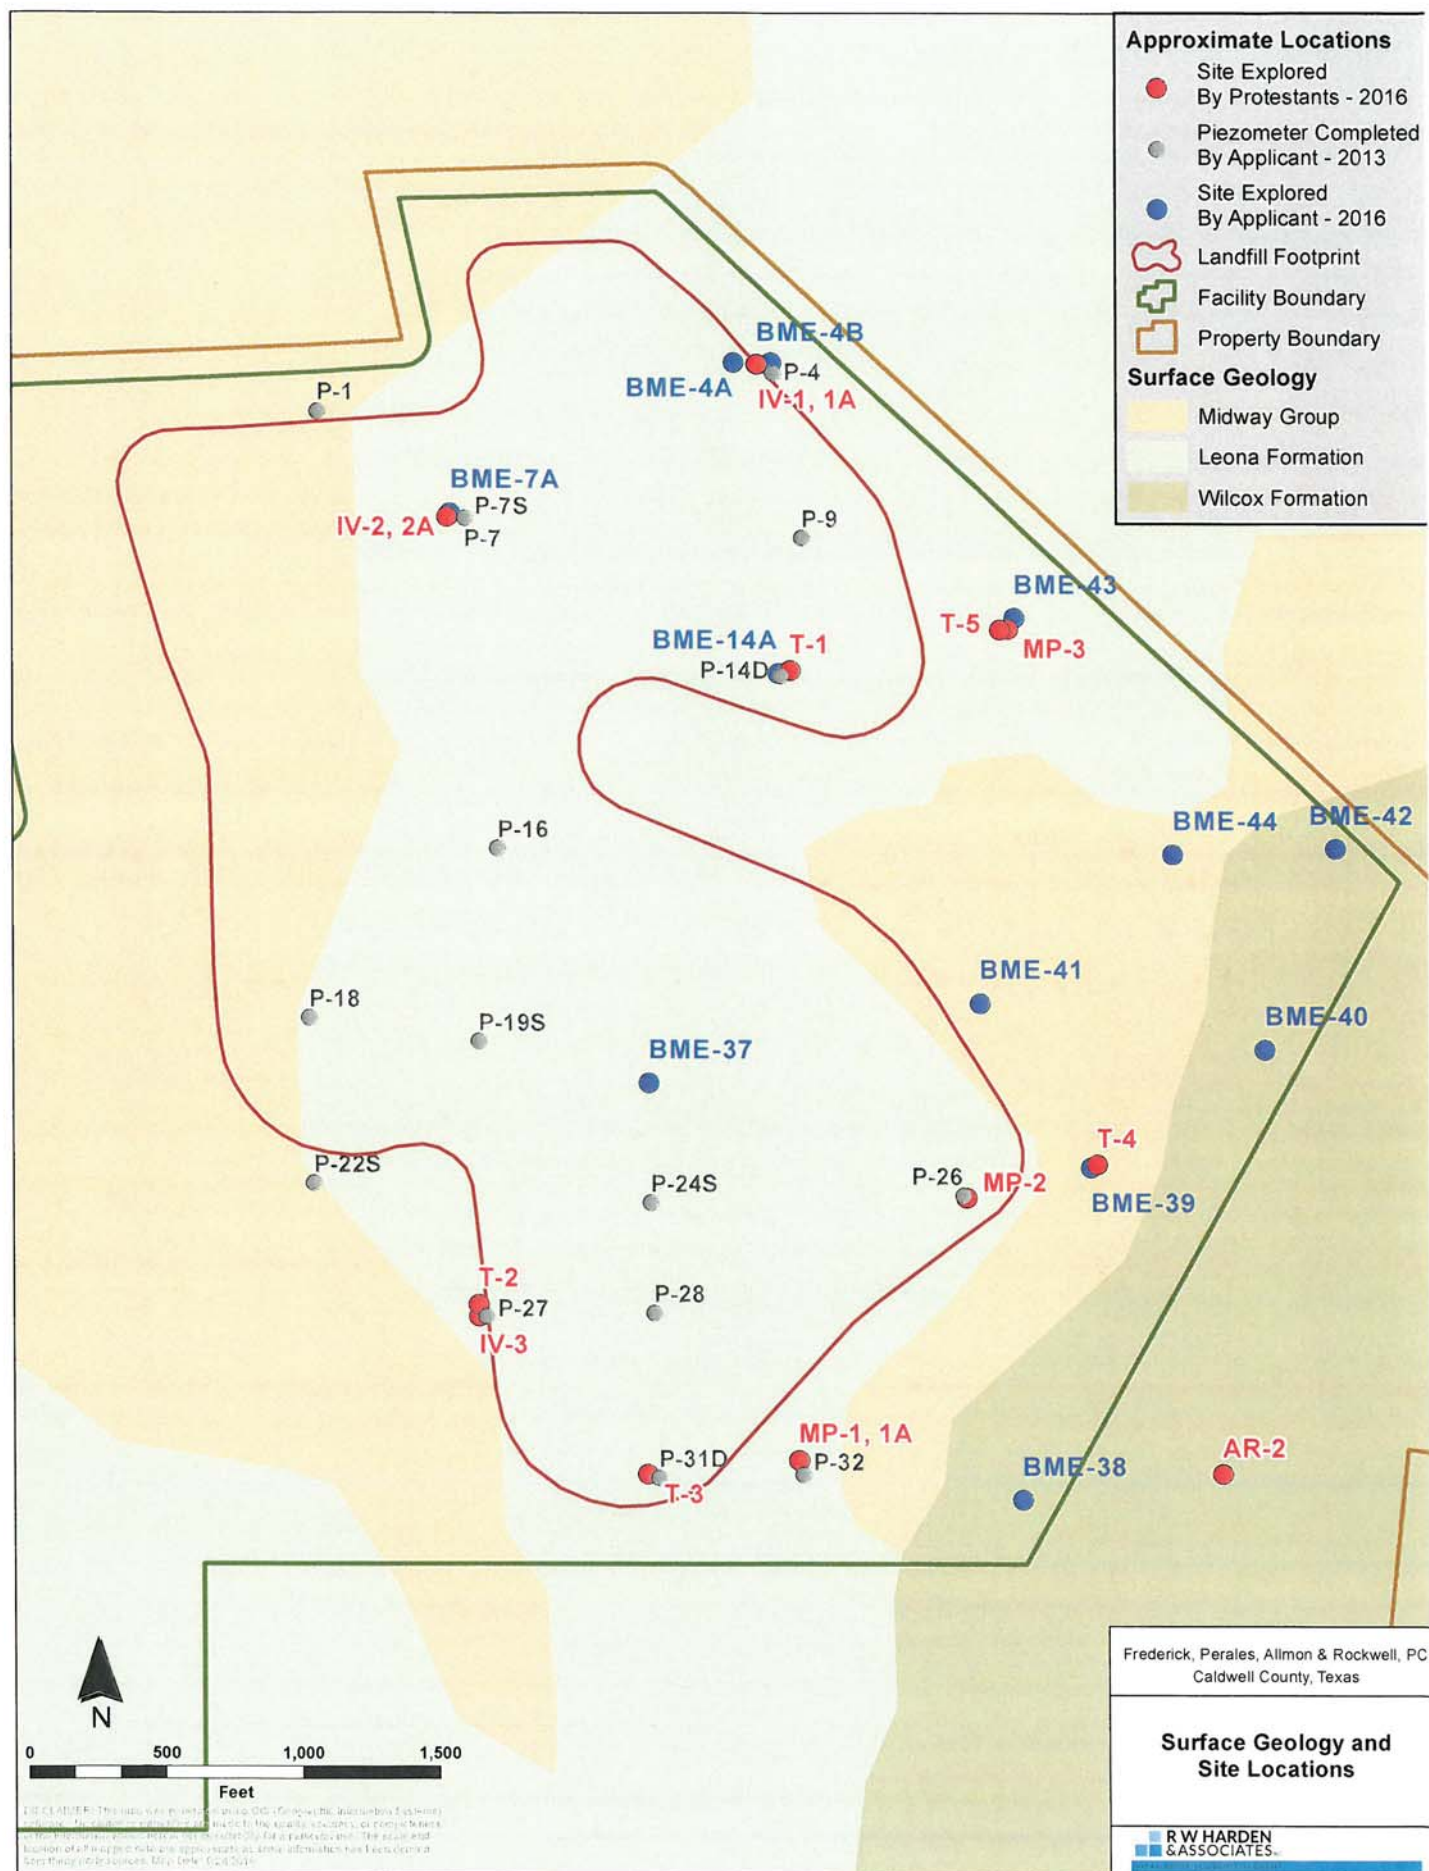 Approximate Locations
Site Explored
By Protestants - 2016
Piezometer Completed
By Applicant - 2013
Site Explored
By Applicant - 2016
Landfill Footprint
Facility Boundary
Property Boundary
Surface Geology
Midway Group
Leona Formation
Wilcox Formation
BME-4B
BME-4A
P-4
IV-1, 1A
P-1
BME-7A
P-7S
IV-2, 2A
P-7
P-9
BME-43
T-5
MP-3
BME-14A
T-1
P-14D
BME-44
BME-42
P-16
BME-41
P-18
P-19S
BME-40
BME-37
T-4
P-22S
P-24S
P-26
MP-2
BME-39
T-2
P-27
P-28
IV-3
MP-1, 1A
P-31D
P-32
T-3
BME-38
AR-2
N
0 500 1,000 1,500
Feet
Frederick, Perales, Allmon & Rockwell, PC
Caldwell County, Texas
Surface Geology and
Site Locations
R W HARDEN
& ASSOCIATES